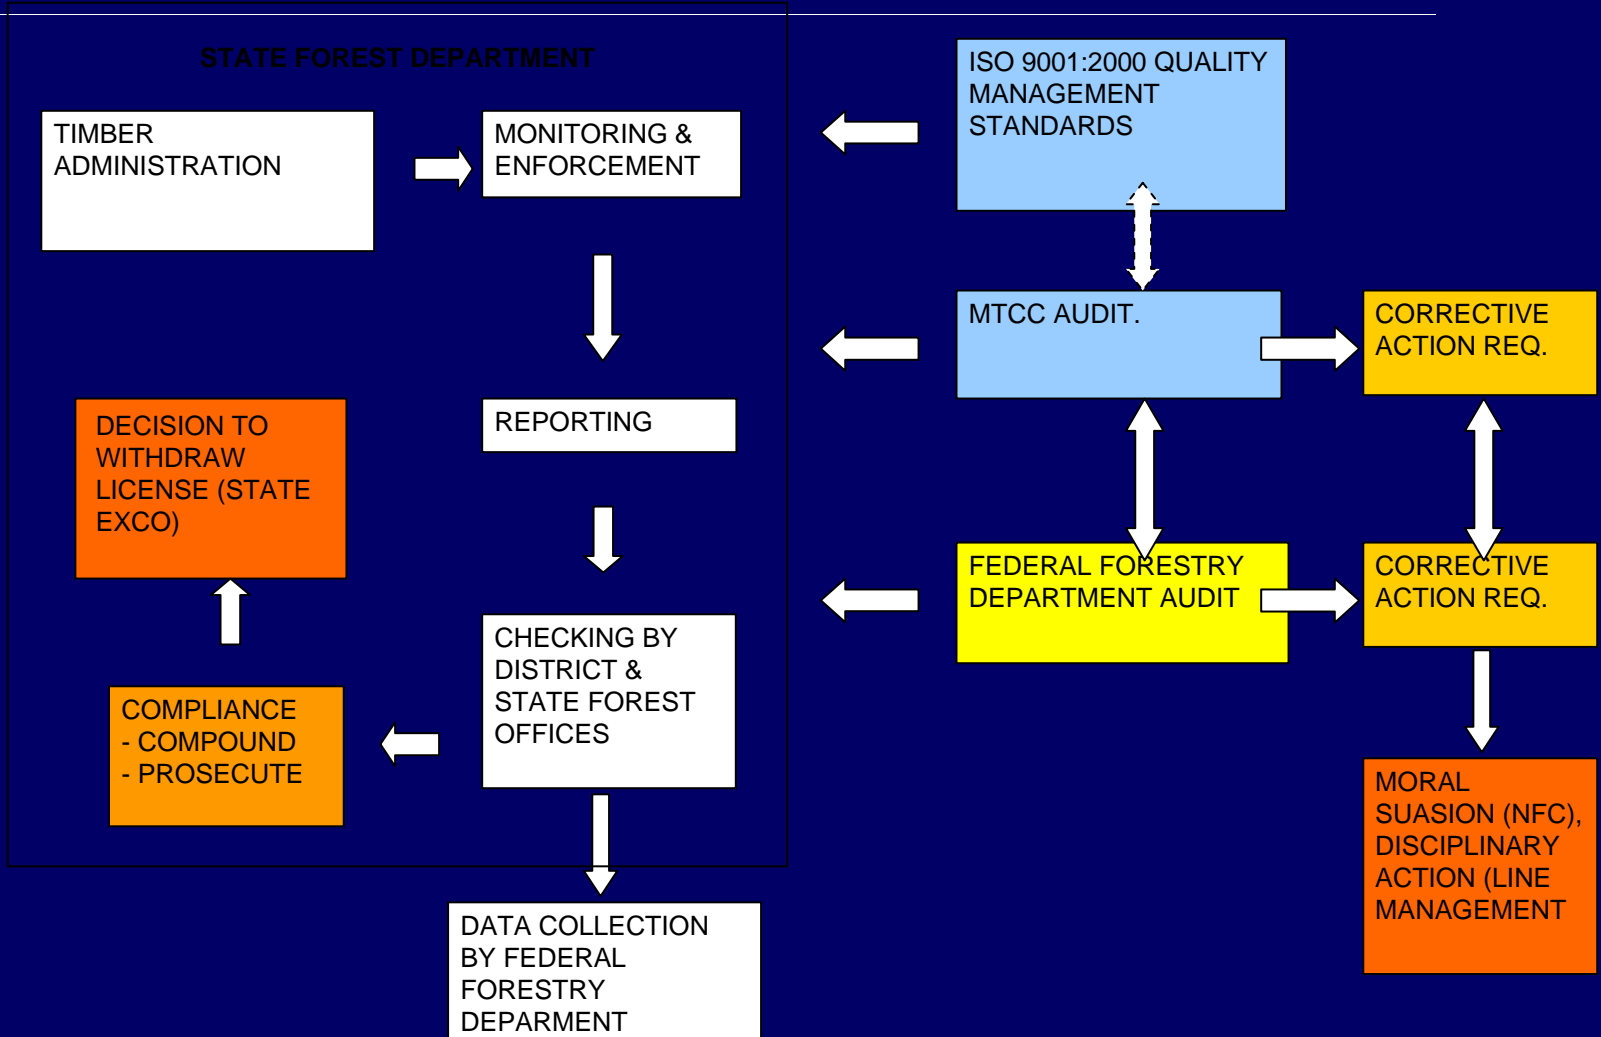 STATE FOREST DEPARTMENT
TIMBER
ADMINISTRATION
MONITORING &
ENFORCEMENT
REPORTING
CHECKING BY
DISTRICT &
STATE FOREST
OFFICES
COMPLIANCE
- COMPOUND
- PROSECUTE
DECISION TO
WITHDRAW
LICENSE (STATE
EXCO)
DATA COLLECTION
BY FEDERAL
FORESTRY
DEPARMENT
ISO 9001:2000 QUALITY
MANAGEMENT
STANDARDS
MTCC AUDIT.
CORRECTIVE
ACTION REQ.
FEDERAL FORESTRY
DEPARTMENT AUDIT
CORRECTIVE
ACTION REQ.
MORAL
SUASION (NFC),
DISCIPLINARY
ACTION (LINE
MANAGEMENT